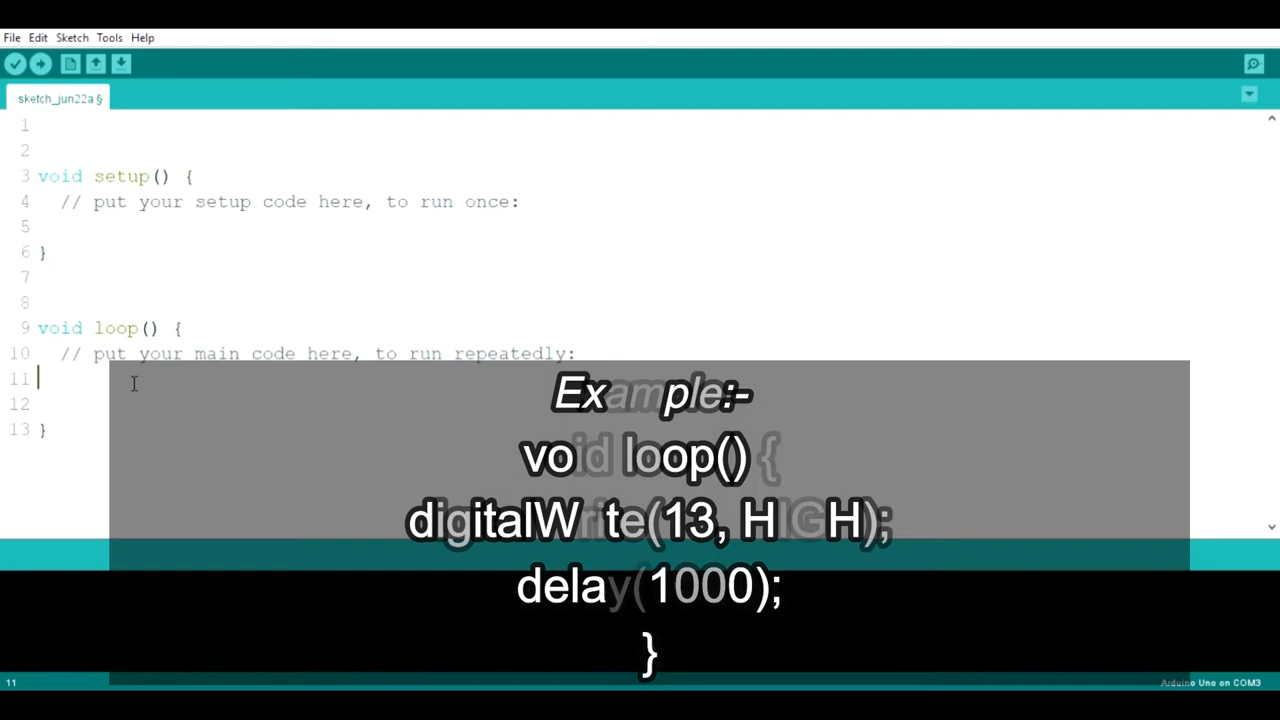 File Edit Sketch Tools Help
sketch_jun22a §
1
2
3 void setup() {
4 // put your setup code here, to run once:
5
6 }
7
8
9 void loop() {
10 // put your main code here, to run repeatedly:
11
12
13 }
Example:-
void loop() {
digitalWrite(13, HIGH);
delay(1000);
}
11
Arduino Uno on COM3